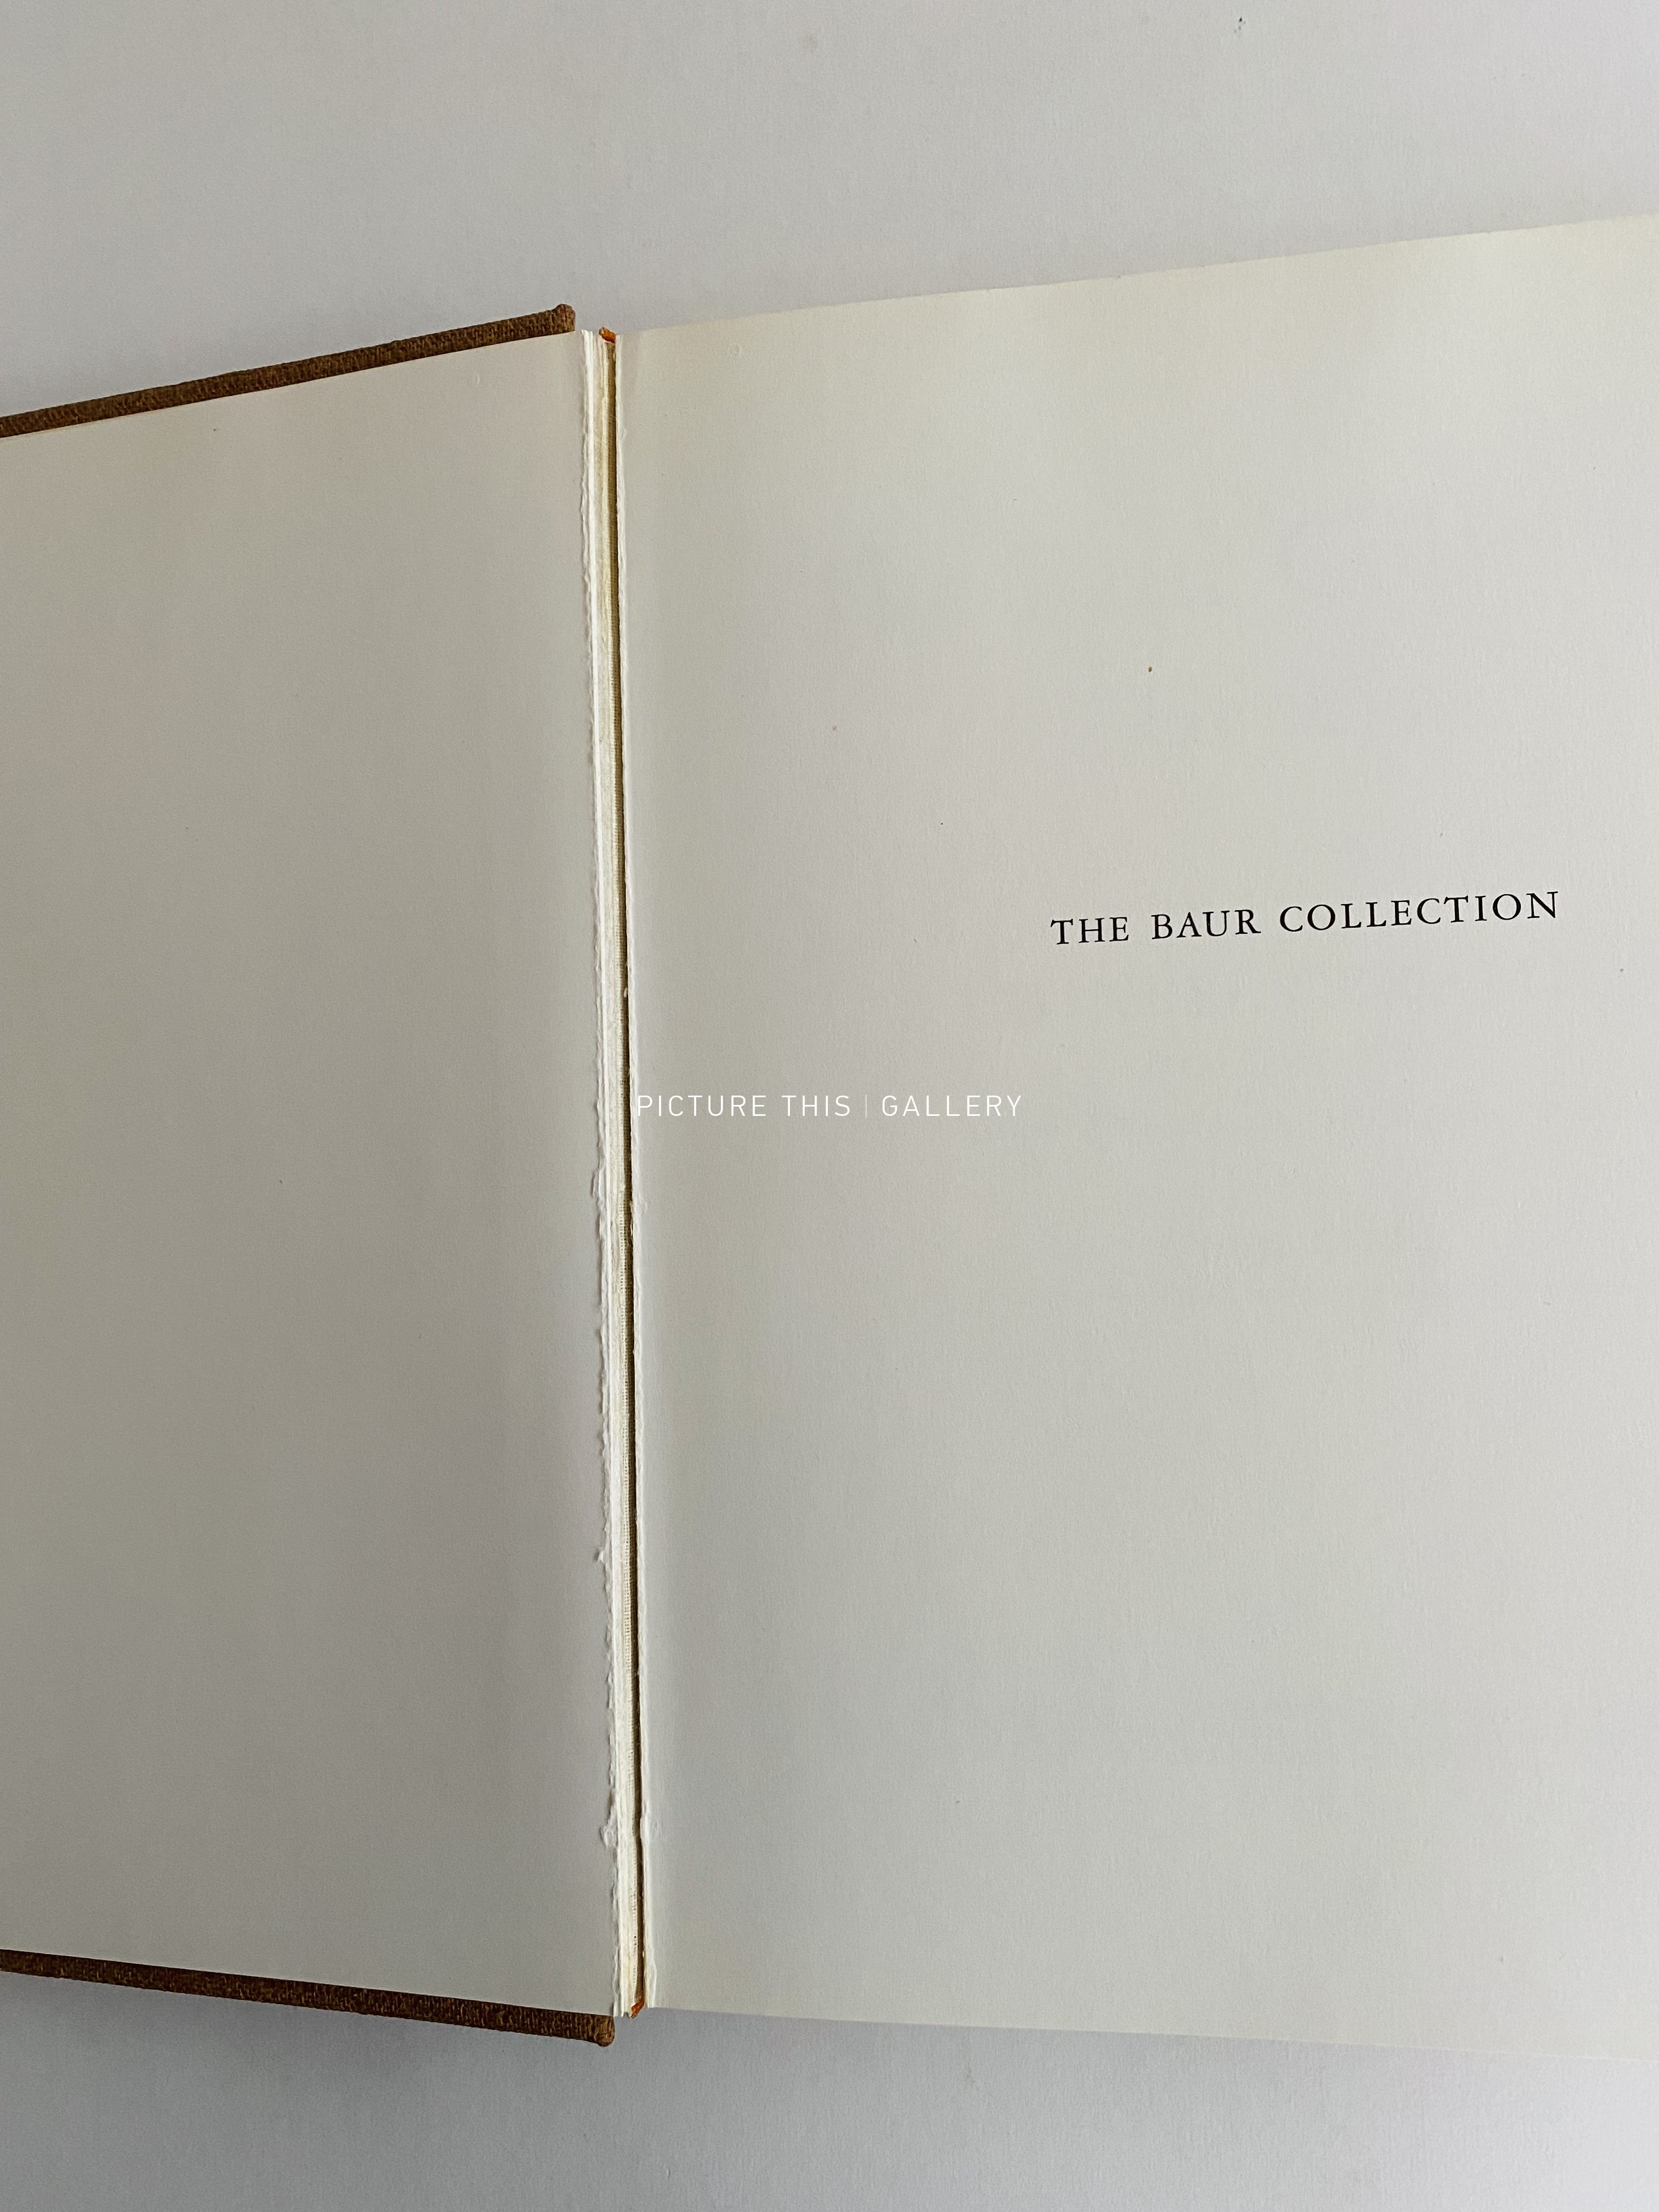 THE BAUR COLLECTION
PICTURE THIS | GALLERY